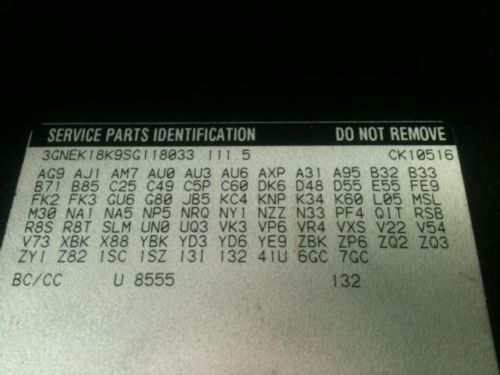 SERVICE PARTS IDENTIFICATION DO NOT REMOVE
3GNEK18K9SG118033 111.5 CK10516
AG9 AJ1 AM7 AU0 AU3 AU6 AXP A31 A95 B32 B33
B71 B85 C25 C49 C5P C60 DK6 D48 D55 E55 FE9
FK2 FK3 GU6 G80 JB5 KC4 KNP K34 K60 L05 MSL
M30 NA1 NA5 NP5 NRQ NY1 NZZ N33 PF4 QIT RSB
R8S R8T SLM UN0 UQ3 VK3 VP6 VR4 VXS V22 V54
V73 XBK X88 YBK YD3 YD6 YE9 ZBK ZP6 ZQ2 ZQ3
ZY1 Z82 1SC 1SZ 13I 132 41U 6GC 7GC
BC/CC U 8555 132